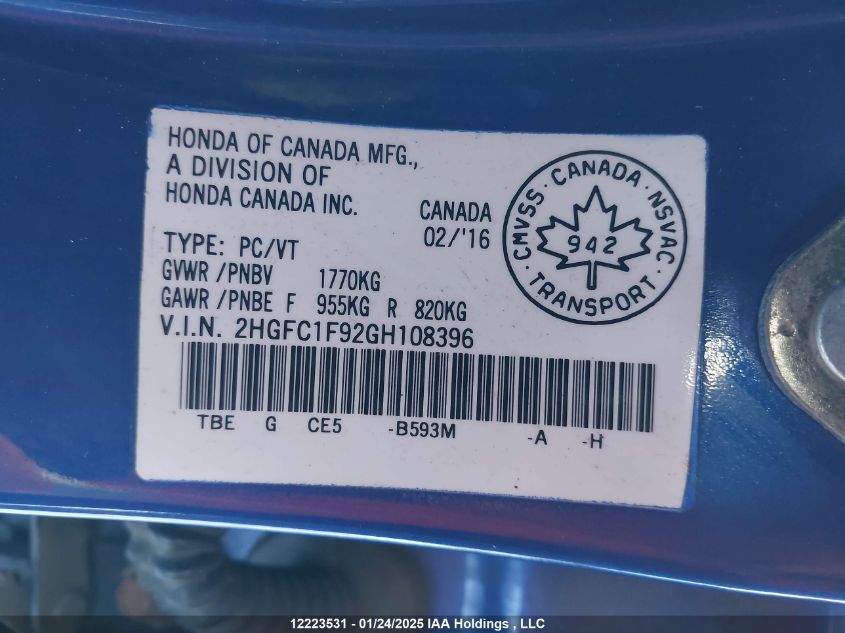 HONDA OF CANADA MFG.,
A DIVISION OF
HONDA CANADA INC.
CANADA
02/'16
CMVSS · CANADA · NSVAC
942
TRANSPORT
TYPE: PC/VT
GVWR /PNBV 1770KG
GAWR /PNBE F 955KG R 820KG
V.I.N. 2HGFC1F92GH108396
TBE G CE5 -B593M -A -H
12223531 - 01/24/2025 IAA Holdings , LLC